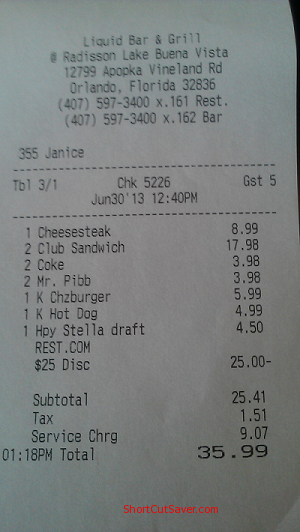 Liquid Bar & Grill
@ Radisson Lake Buena Vista
12799 Apopka Vineland Rd
Orlando, Florida 32836
(407) 597-3400 x.161 Rest.
(407) 597-3400 x.162 Bar
355 Janice
Tbl 3/1 Chk 5226 Gst 5
Jun30'13 12:40PM
1 Cheesesteak 8.99
2 Club Sandwich 17.98
2 Coke 3.98
2 Mr. Pibb 3.98
1 K Chzburger 5.99
1 K Hot Dog 4.99
1 Hpy Stella draft 4.50
REST.COM
$25 Disc 25.00-
Subtotal 25.41
Tax 1.51
Service Chrg 9.07
01:18PM Total 35.99
ShortCutSaver.com